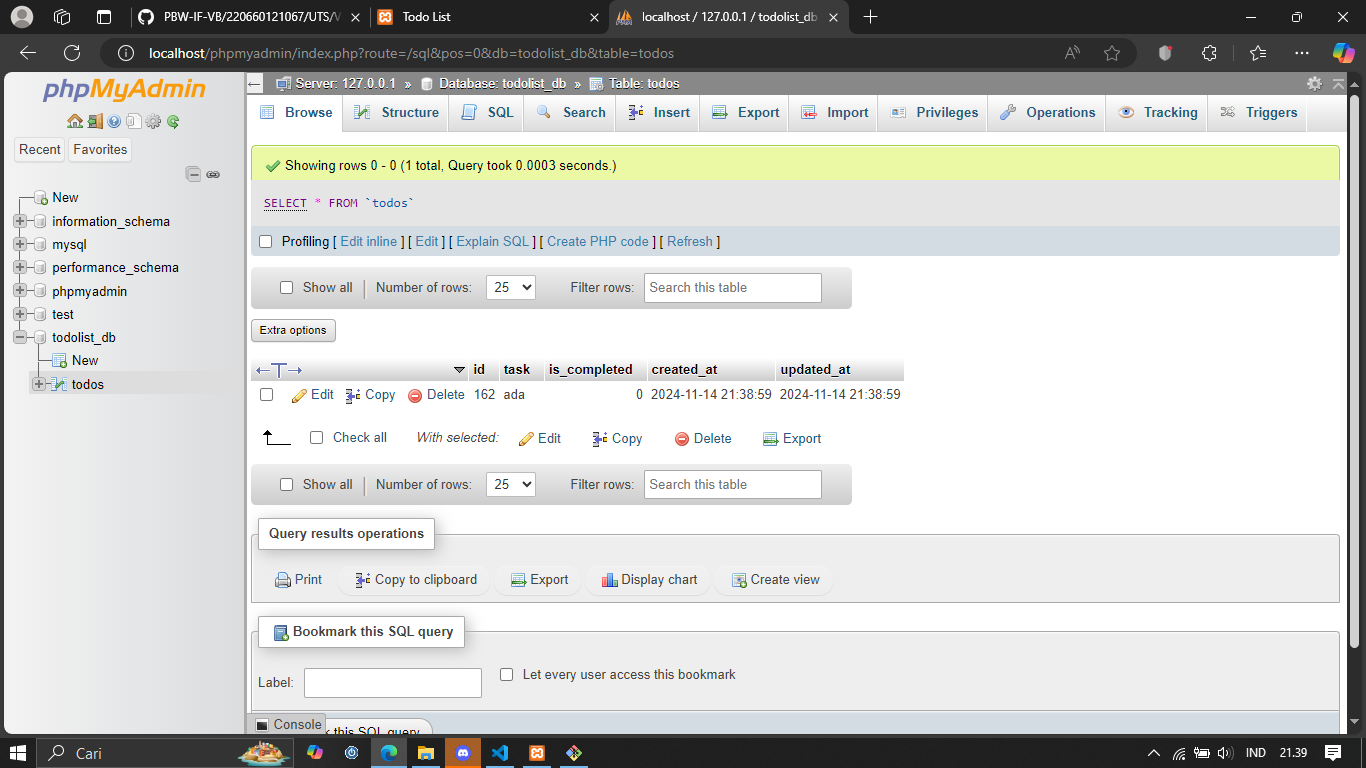 PBW-IF-VB/220660121067/UTS/V
Todo List
localhost / 127.0.0.1 / todolist_db
localhost/phpmyadmin/index.php?route=/sql&pos=0&db=todolist_db&table=todos
phpMyAdmin
Recent
Favorites
New
information_schema
mysql
performance_schema
phpmyadmin
test
todolist_db
New
todos
Server: 127.0.0.1 » Database: todolist_db » Table: todos
Browse Structure SQL Search Insert Export Import Privileges Operations Tracking Triggers
Showing rows 0 - 0 (1 total, Query took 0.0003 seconds.)
SELECT * FROM `todos`
Profiling [ Edit inline ] [ Edit ] [ Explain SQL ] [ Create PHP code ] [ Refresh ]
Show all Number of rows: 25 Filter rows: Search this table
Extra options
id task is_completed created_at updated_at
Edit Copy Delete 162 ada 0 2024-11-14 21:38:59 2024-11-14 21:38:59
Check all With selected: Edit Copy Delete Export
Show all Number of rows: 25 Filter rows: Search this table
Query results operations
Print Copy to clipboard Export Display chart Create view
Bookmark this SQL query
Label: Let every user access this bookmark
Console
this SQL query
Cari
IND 21.39